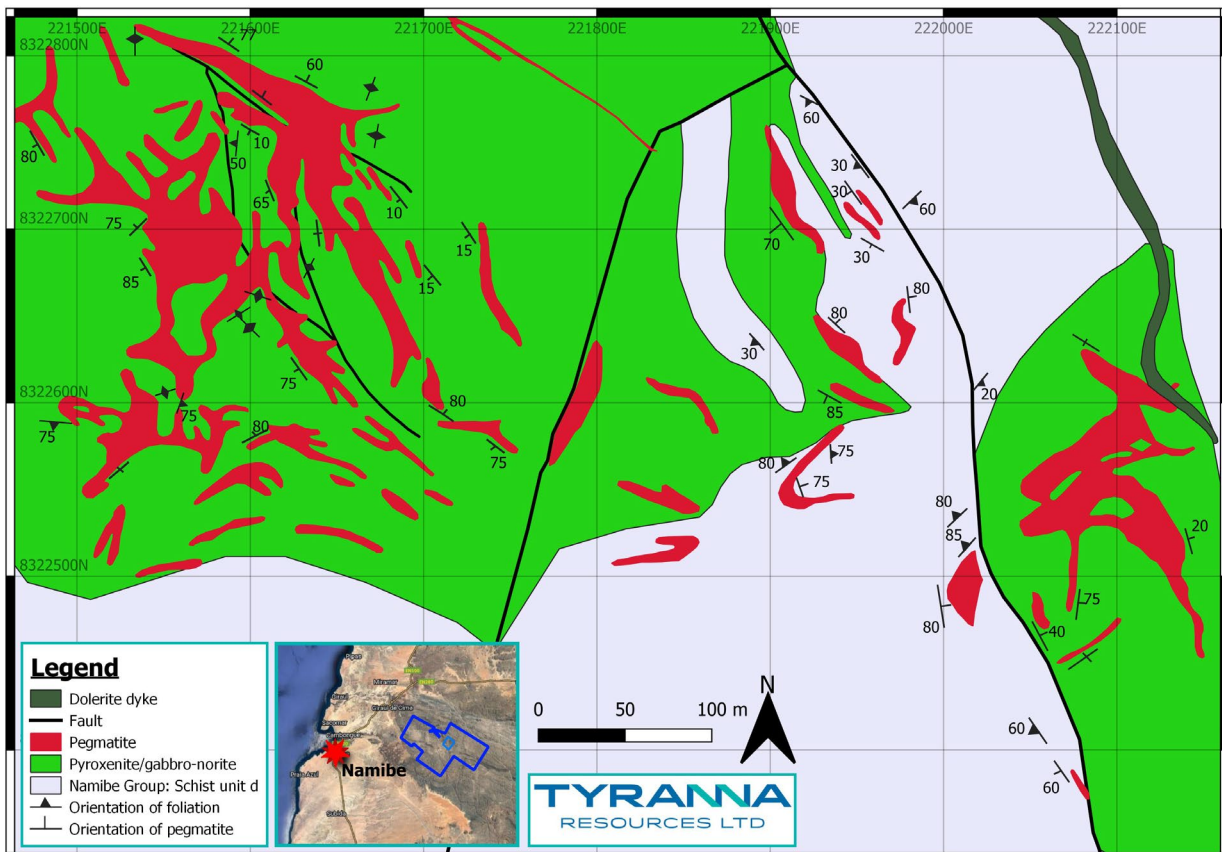 221500E 221600E 221700E 221800E 221900E 222000E 222100E
8322800N
8322700N
8322600N
8322500N
77
60
80
10
50
65
10
75
85
15
15
75
80
75
80
75
75
60
30
30
60
70
30
80
80
30
85
20
80
75
75
80
85
80
20
75
40
60
60
Legend
Dolerite dyke
Fault
Pegmatite
Pyroxenite/gabbro-norite
Namibe Group: Schist unit d
Orientation of foliation
Orientation of pegmatite
Namibe
0 50 100 m
N
TYRANNA
RESOURCES LTD